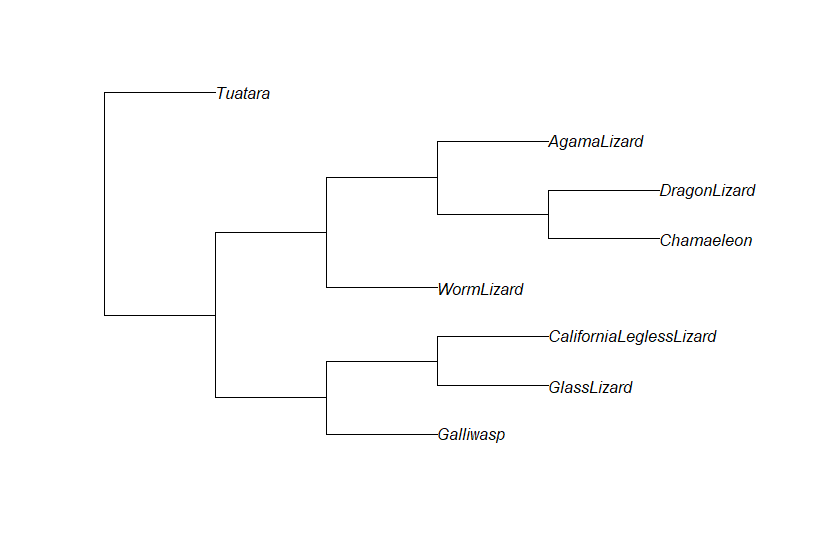 Tuatara
AgamaLizard
DragonLizard
Chamaeleon
WormLizard
CaliforniaLeglessLizard
GlassLizard
Galliwasp